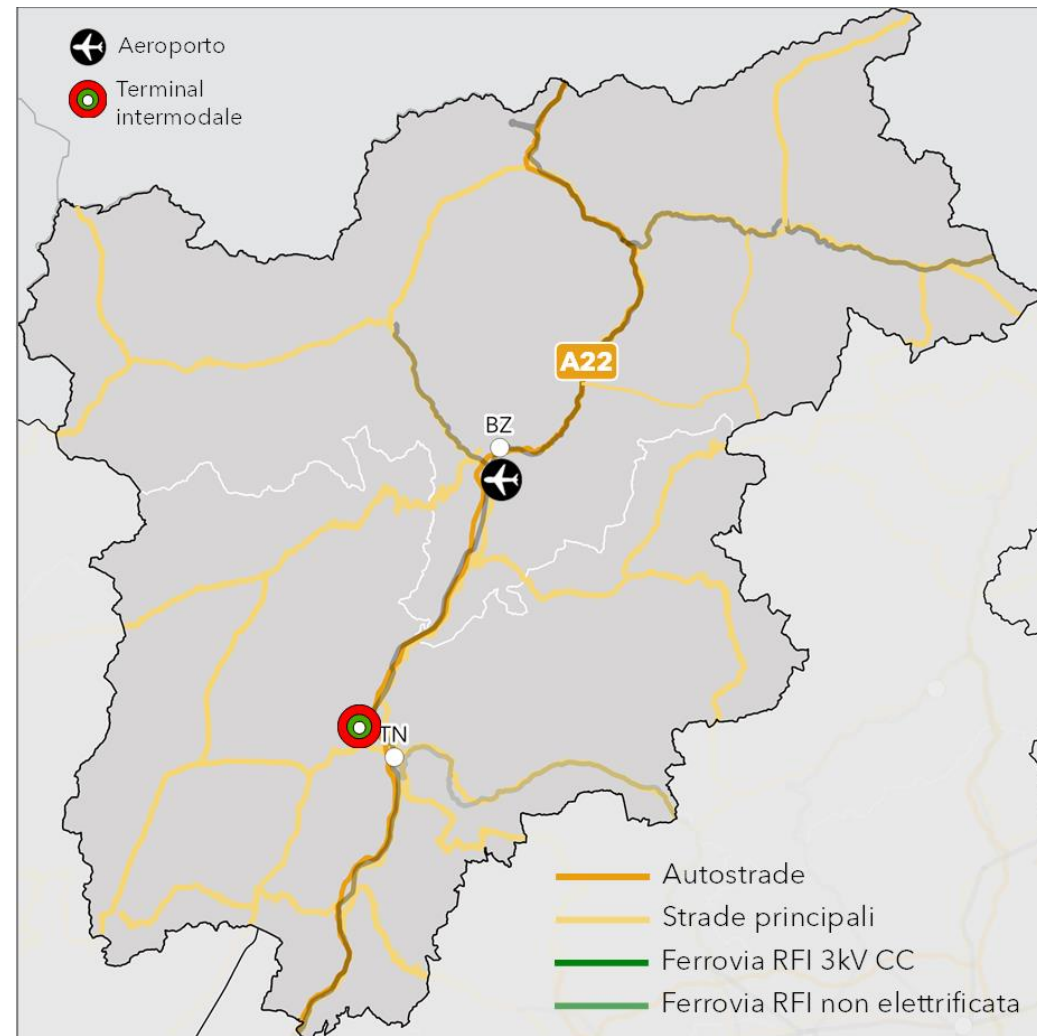 Aeroporto
Terminal
intermodale
A22
BZ
TN
Autostrade
Strade principali
Ferrovia RFI 3kV CC
Ferrovia RFI non elettrificata